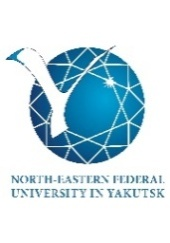 NORTH-EASTERN FEDERAL
UNIVERSITY IN YAKUTSK